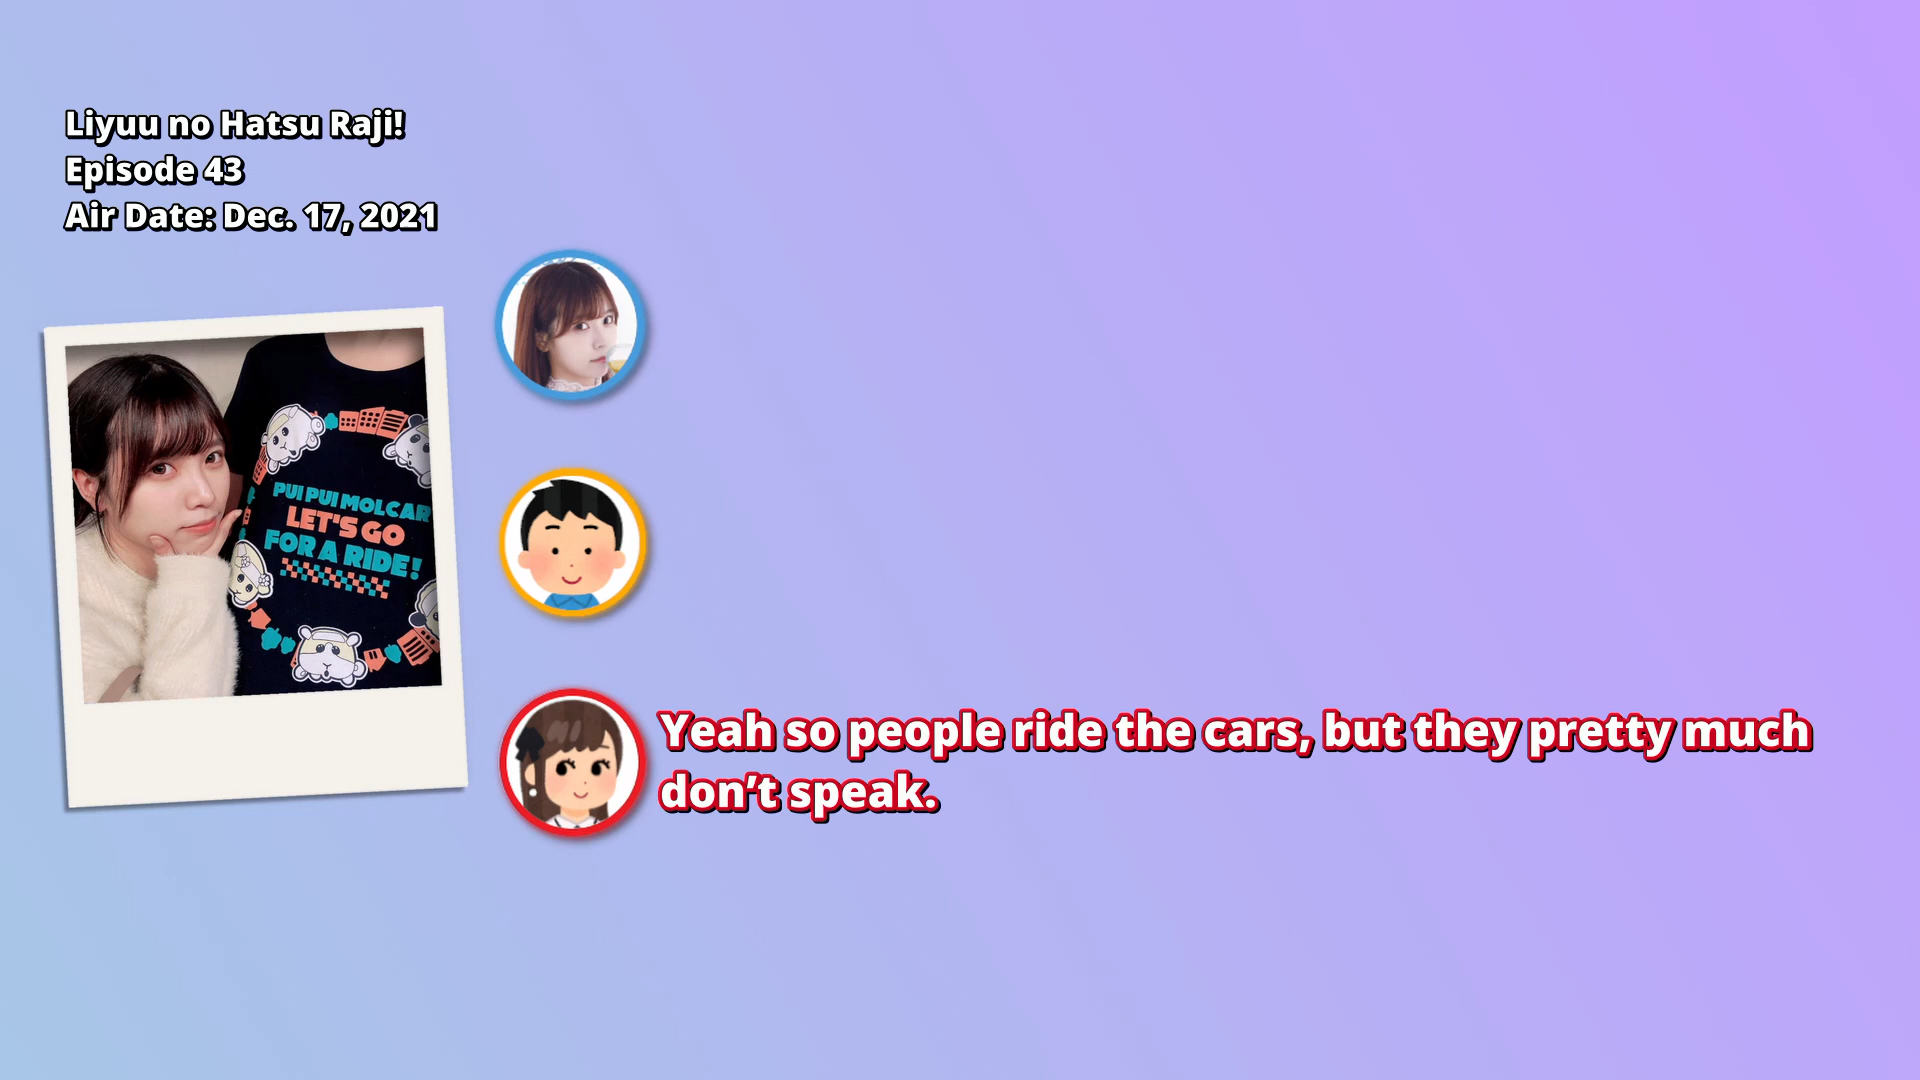 Liyuu no Hatsu Raji!
Episode 43
Air Date: Dec. 17, 2021
PUI PUI MOLCAR
LET'S GO
FOR A RIDE!
Yeah so people ride the cars, but they pretty much
don’t speak.